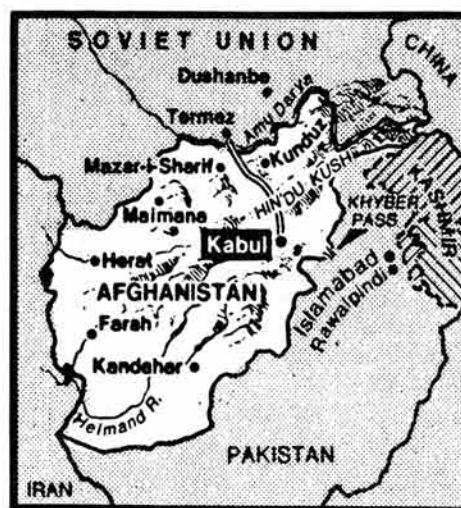 SOVIET UNION
CHINA
Dushanbe
Termez
Amu Darya
Kunduz
Mazar-i-Sharif
HINDU KUSH
Maimana
KHYBER
PASS
KASHMIR
Kabul
Herat
Islamabad
Rawalpindi
AFGHANISTAN
Farah
Kandahar
Helmand R.
PAKISTAN
IRAN